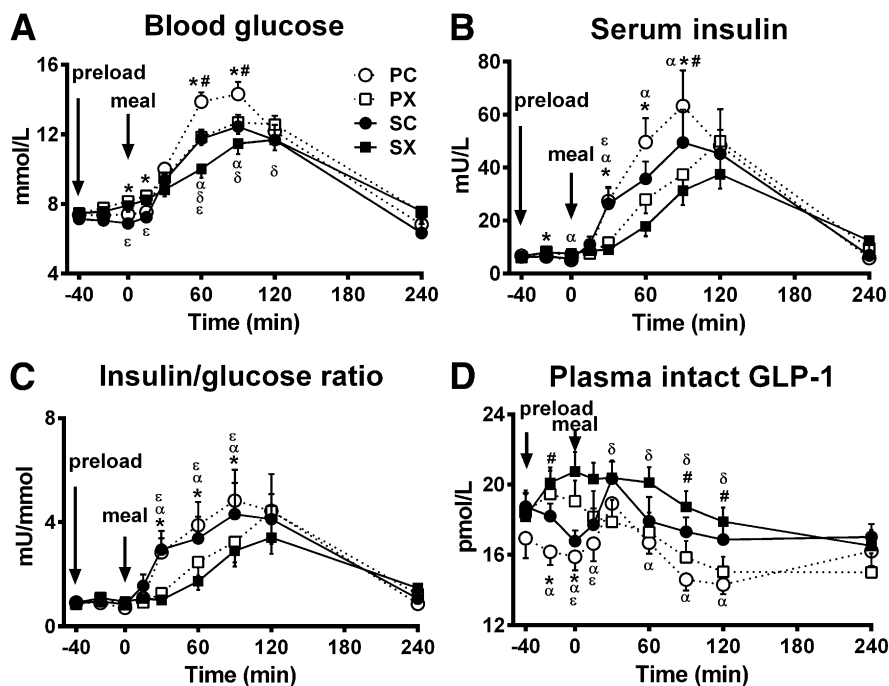 A Blood glucose
16
12
8
4
mmol/L
preload
meal
*# *#
* *
ε ε
α
δ
ε
α
δ
δ
PC
PX
SC
SX
-40 0 60 120 180 240
Time (min)
B Serum insulin
80
60
40
20
0
mU/L
preload
meal
* α
ε
α
*
α
*
α *#
-40 0 60 120 180 240
Time (min)
C Insulin/glucose ratio
8
4
0
mU/mmol
preload
meal
ε
α
*
ε
α
*
ε
α
*
-40 0 60 120 180 240
Time (min)
D Plasma intact GLP-1
24
20
16
12
pmol/L
preload
meal
#
δ
δ
δ
#
δ
#
*
α
*
α
ε
α
ε
α
α
α
-40 0 60 120 180 240
Time (min)